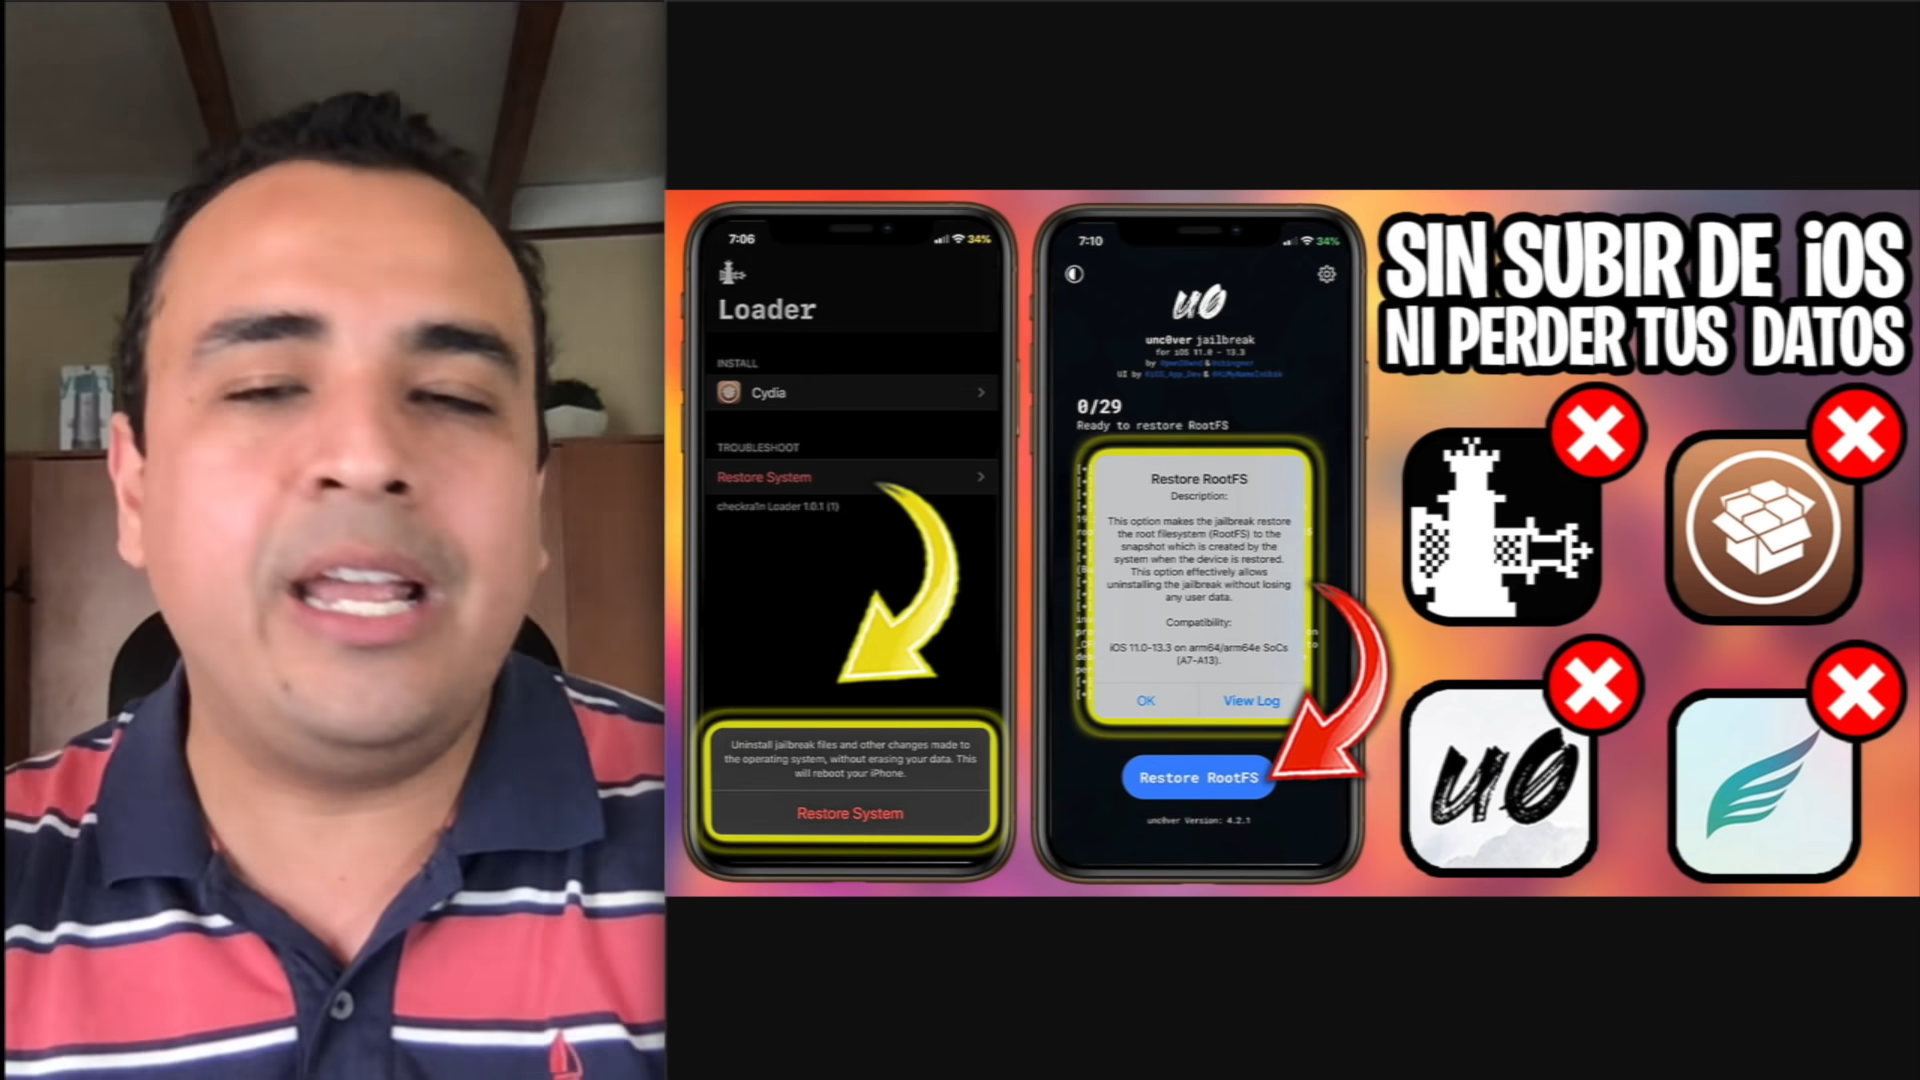 7:06
34%
Loader
INSTALL
Cydia
TROUBLESHOOT
Restore System
checkra1n Loader 1.0.1 (1)
Uninstall jailbreak files and other changes made to
the operating system, without erasing your data. This
will reboot your iPhone.
Restore System
7:10
34%
u0
unc0ver jailbreak
for iOS 11.0 - 13.3
UI by
0/29
Ready to restore RootFS
Restore RootFS
Description:
This option makes the jailbreak restore
the root filesystem (RootFS) to the
snapshot which is created by the
system when the device is restored.
This option effectively allows
uninstalling the jailbreak without losing
any user data.
Compatibility:
iOS 11.0-13.3 on arm64/arm64e SoCs
(A7-A13).
OK View Log
Restore RootFS
unc0ver Version: 4.2.1
SIN SUBIR DE iOS
NI PERDER TUS DATOS
u0